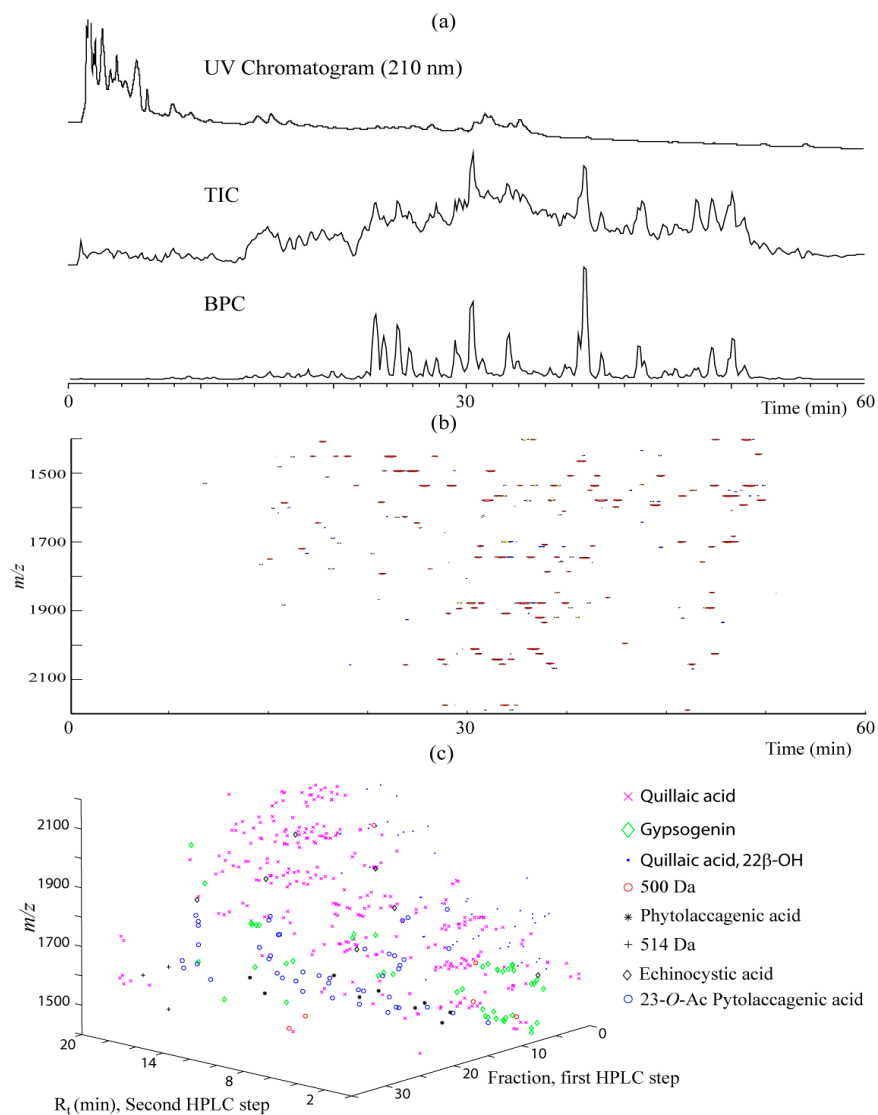 (a)
UV Chromatogram (210 nm)
TIC
BPC
0 30 60
Time (min)
(b)
1500
1700
1900
2100
m/z
0 30 60
Time (min)
(c)
2100
1900
1700
1500
m/z
20 14 8 2
R_t (min), Second HPLC step
30 20 10 0
Fraction, first HPLC step
Quillaic acid
Gypsogenin
Quillaic acid, 22β-OH
500 Da
Phytolaccagenic acid
514 Da
Echinocystic acid
23-O-Ac Pytolaccagenic acid